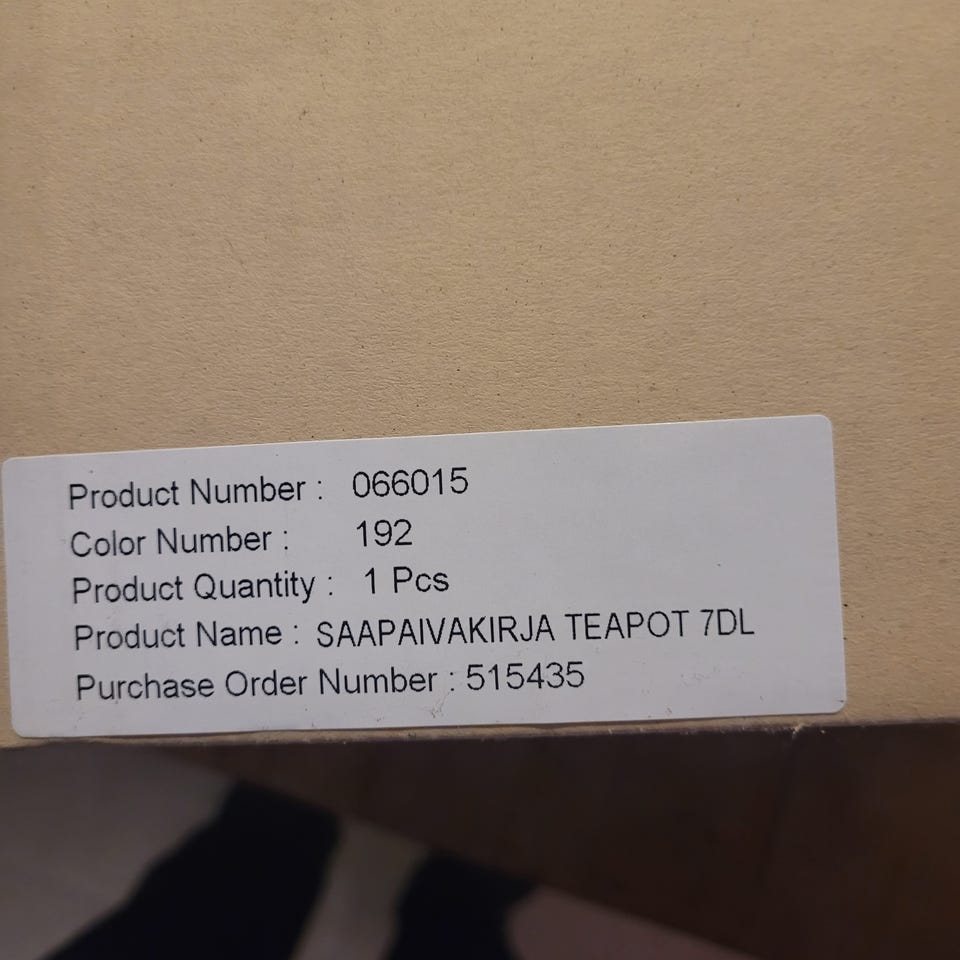 Product Number : 066015
Color Number : 192
Product Quantity : 1 Pcs
Product Name : SAAPAIVAKIRJA TEAPOT 7DL
Purchase Order Number : 515435